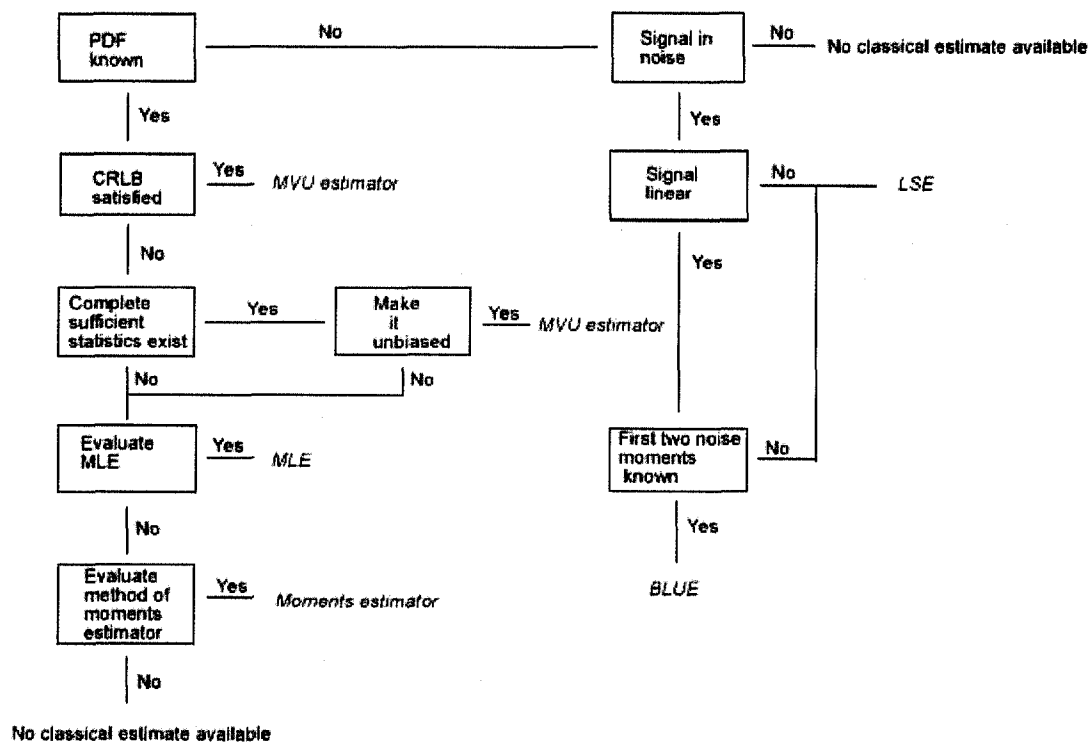 PDF
known
No
Signal in
noise
No
No classical estimate available
Yes
Yes
CRLB
satisfied
Yes
MVU estimator
Signal
linear
No
LSE
No
Yes
Complete
sufficient
statistics exist
Yes
Make
it
unbiased
Yes
MVU estimator
No
No
Evaluate
MLE
Yes
MLE
First two noise
moments
known
No
No
Yes
Evaluate
method of
moments
estimator
Yes
Moments estimator
BLUE
No
No classical estimate available